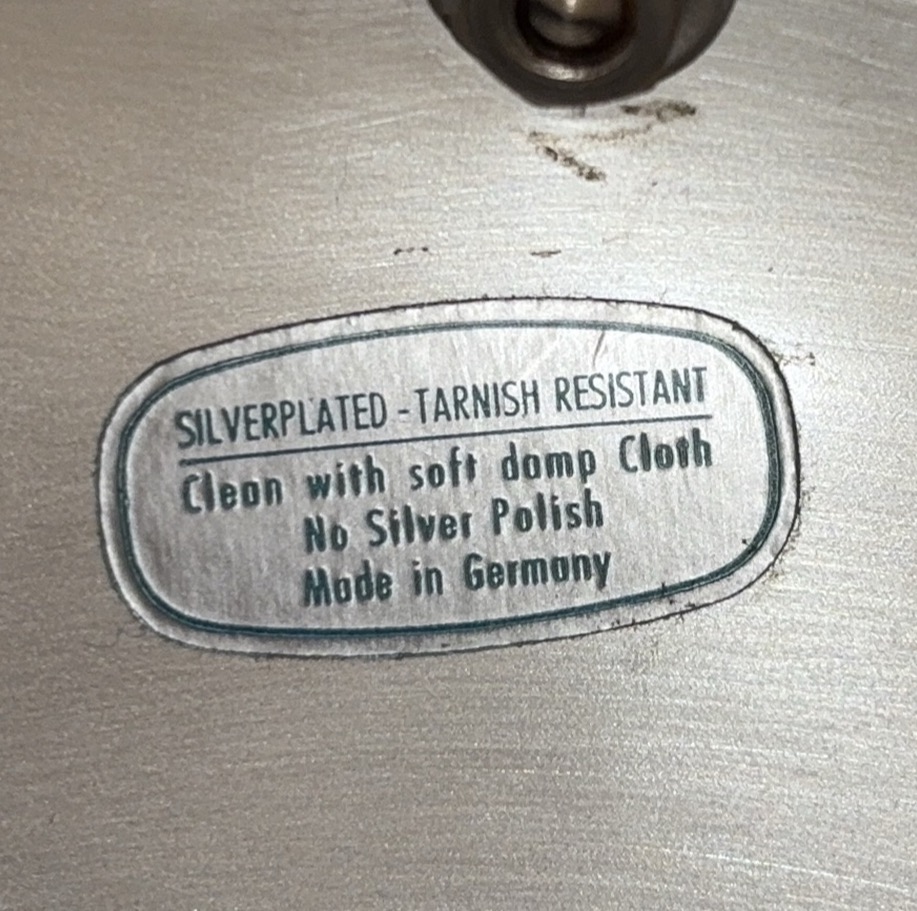 SILVERPLATED - TARNISH RESISTANT
Clean with soft damp Cloth
No Silver Polish
Made in Germany